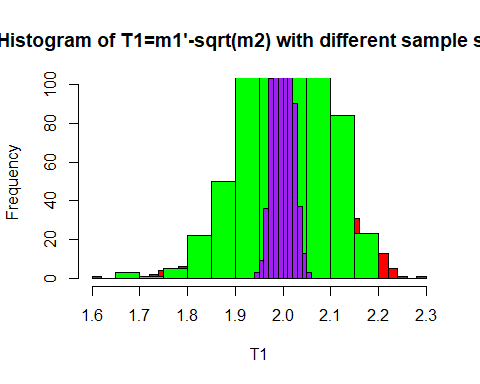 Histogram of T1=m1'-sqrt(m2) with different sample s
Frequency
100
80
60
40
20
0
1.6 1.7 1.8 1.9 2.0 2.1 2.2 2.3
T1